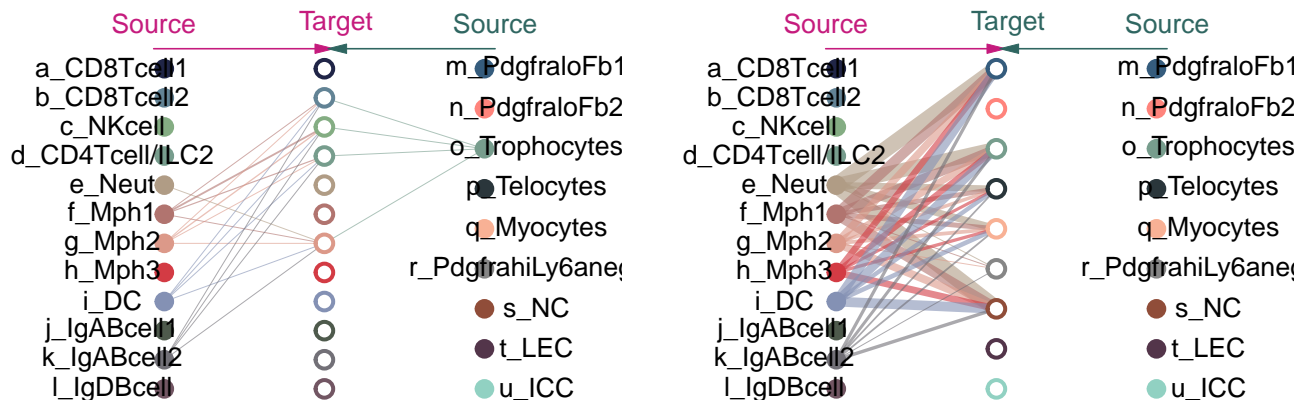 Source Target Source
a_CD8Tcell1
b_CD8Tcell2
c_NKcell
d_CD4Tcell/ILC2
e_Neut
f_Mph1
g_Mph2
h_Mph3
i_DC
j_IgABcell1
k_IgABcell2
l_IgDBcell
m_PdgfraloFb1
n_PdgfraloFb2
o_Trophocytes
p_Telocytes
q_Myocytes
r_PdgfrahiLy6aneg
s_NC
t_LEC
u_ICC
Source Target Source
a_CD8Tcell1
b_CD8Tcell2
c_NKcell
d_CD4Tcell/ILC2
e_Neut
f_Mph1
g_Mph2
h_Mph3
i_DC
j_IgABcell1
k_IgABcell2
l_IgDBcell
m_PdgfraloFb1
n_PdgfraloFb2
o_Trophocytes
p_Telocytes
q_Myocytes
r_PdgfrahiLy6aneg
s_NC
t_LEC
u_ICC